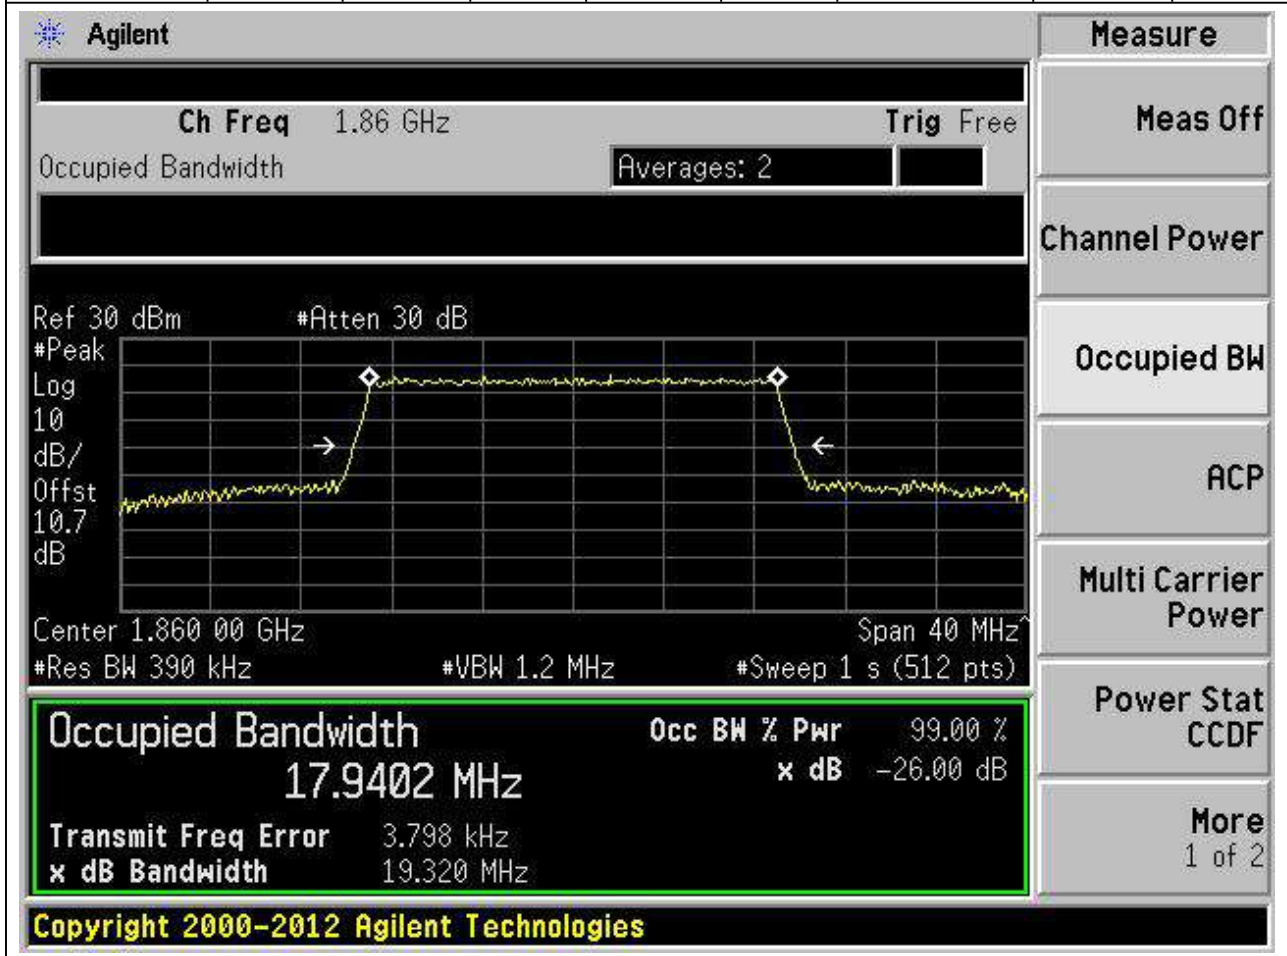 Agilent
Measure
Ch Freq 1.86 GHz Trig Free
Occupied Bandwidth Averages: 2
Meas Off
Channel Power
Occupied BW
ACP
Multi Carrier
Power
Power Stat
CCDF
More
1 of 2
Ref 30 dBm #Atten 30 dB
#Peak
Log
10
dB/
Offst
10.7
dB
Center 1.860 00 GHz Span 40 MHz^
#Res BW 390 kHz #VBW 1.2 MHz #Sweep 1 s (512 pts)
Occupied Bandwidth Occ BW % Pwr 99.00 %
17.9402 MHz x dB -26.00 dB
Transmit Freq Error 3.798 kHz
x dB Bandwidth 19.320 MHz
Copyright 2000-2012 Agilent Technologies